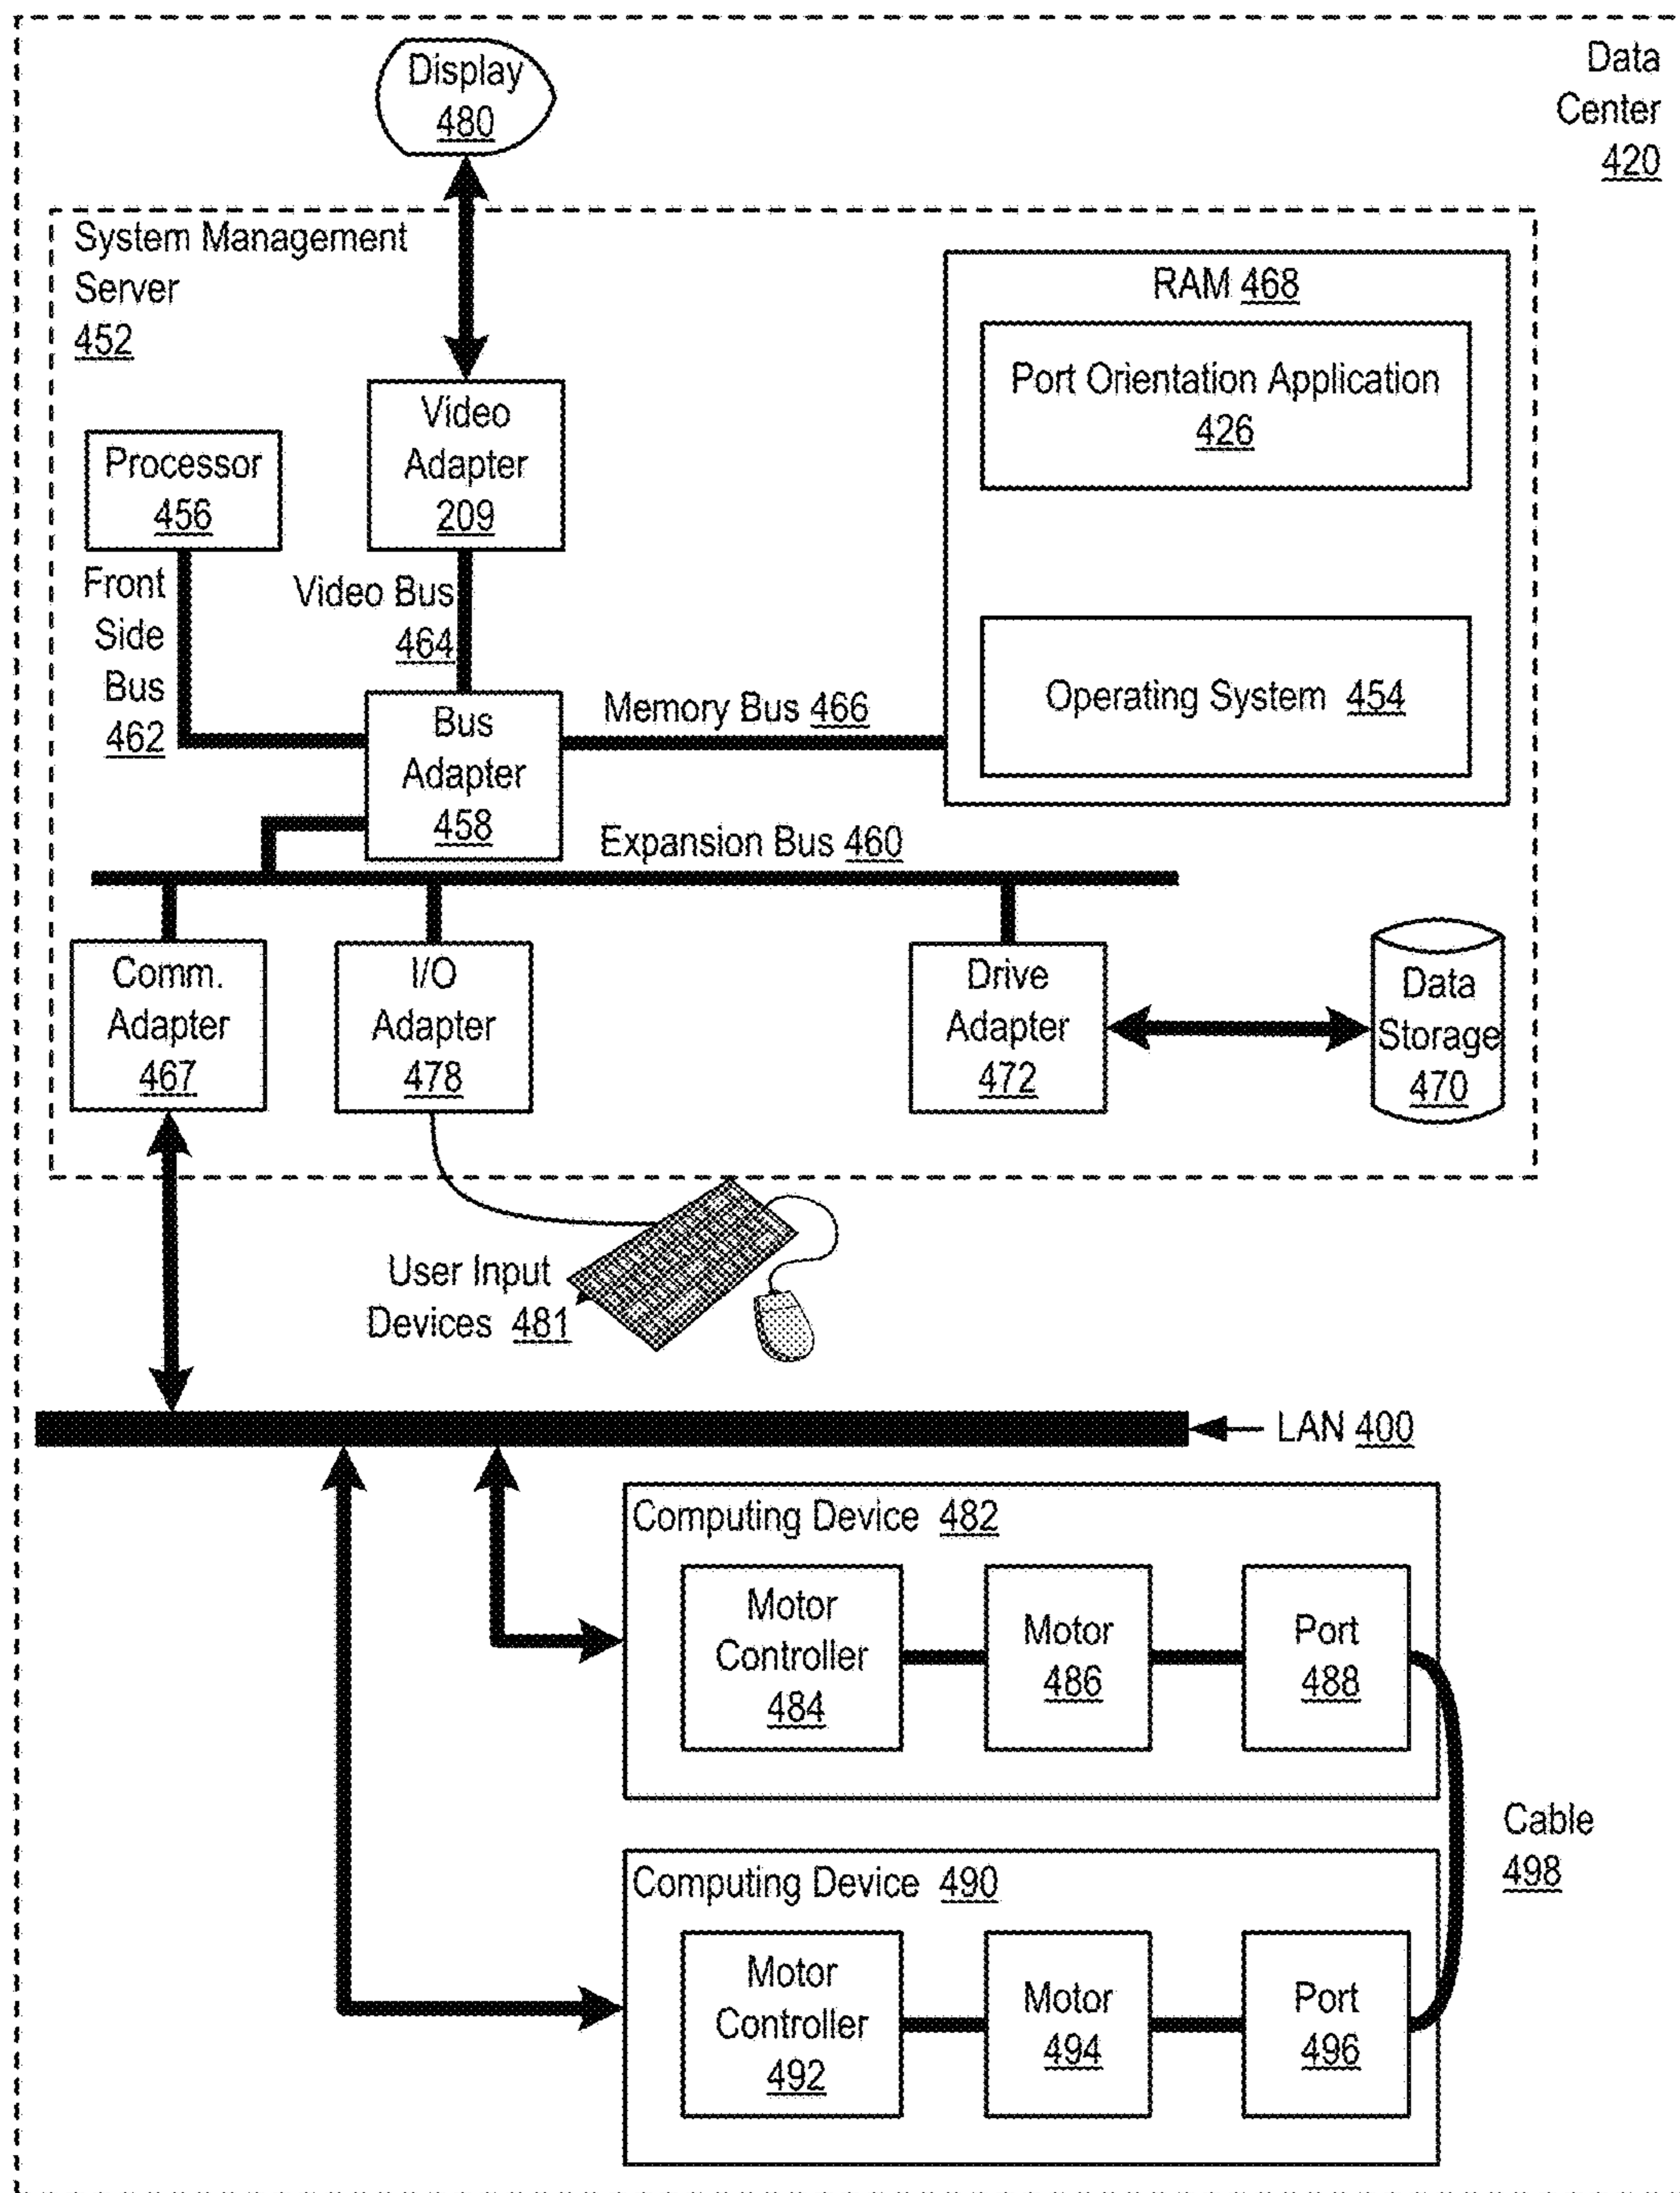 Data
Center
420
Display
480
System Management
Server
452
RAM 468
Port Orientation Application
426
Operating System 454
Video
Adapter
209
Processor
456
Front
Side
Bus
462
Video Bus
464
Bus
Adapter
458
Memory Bus 466
Expansion Bus 460
Comm.
Adapter
467
I/O
Adapter
478
Drive
Adapter
472
Data
Storage
470
User Input
Devices 481
LAN 400
Computing Device 482
Motor
Controller
484
Motor
486
Port
488
Cable
498
Computing Device 490
Motor
Controller
492
Motor
494
Port
496